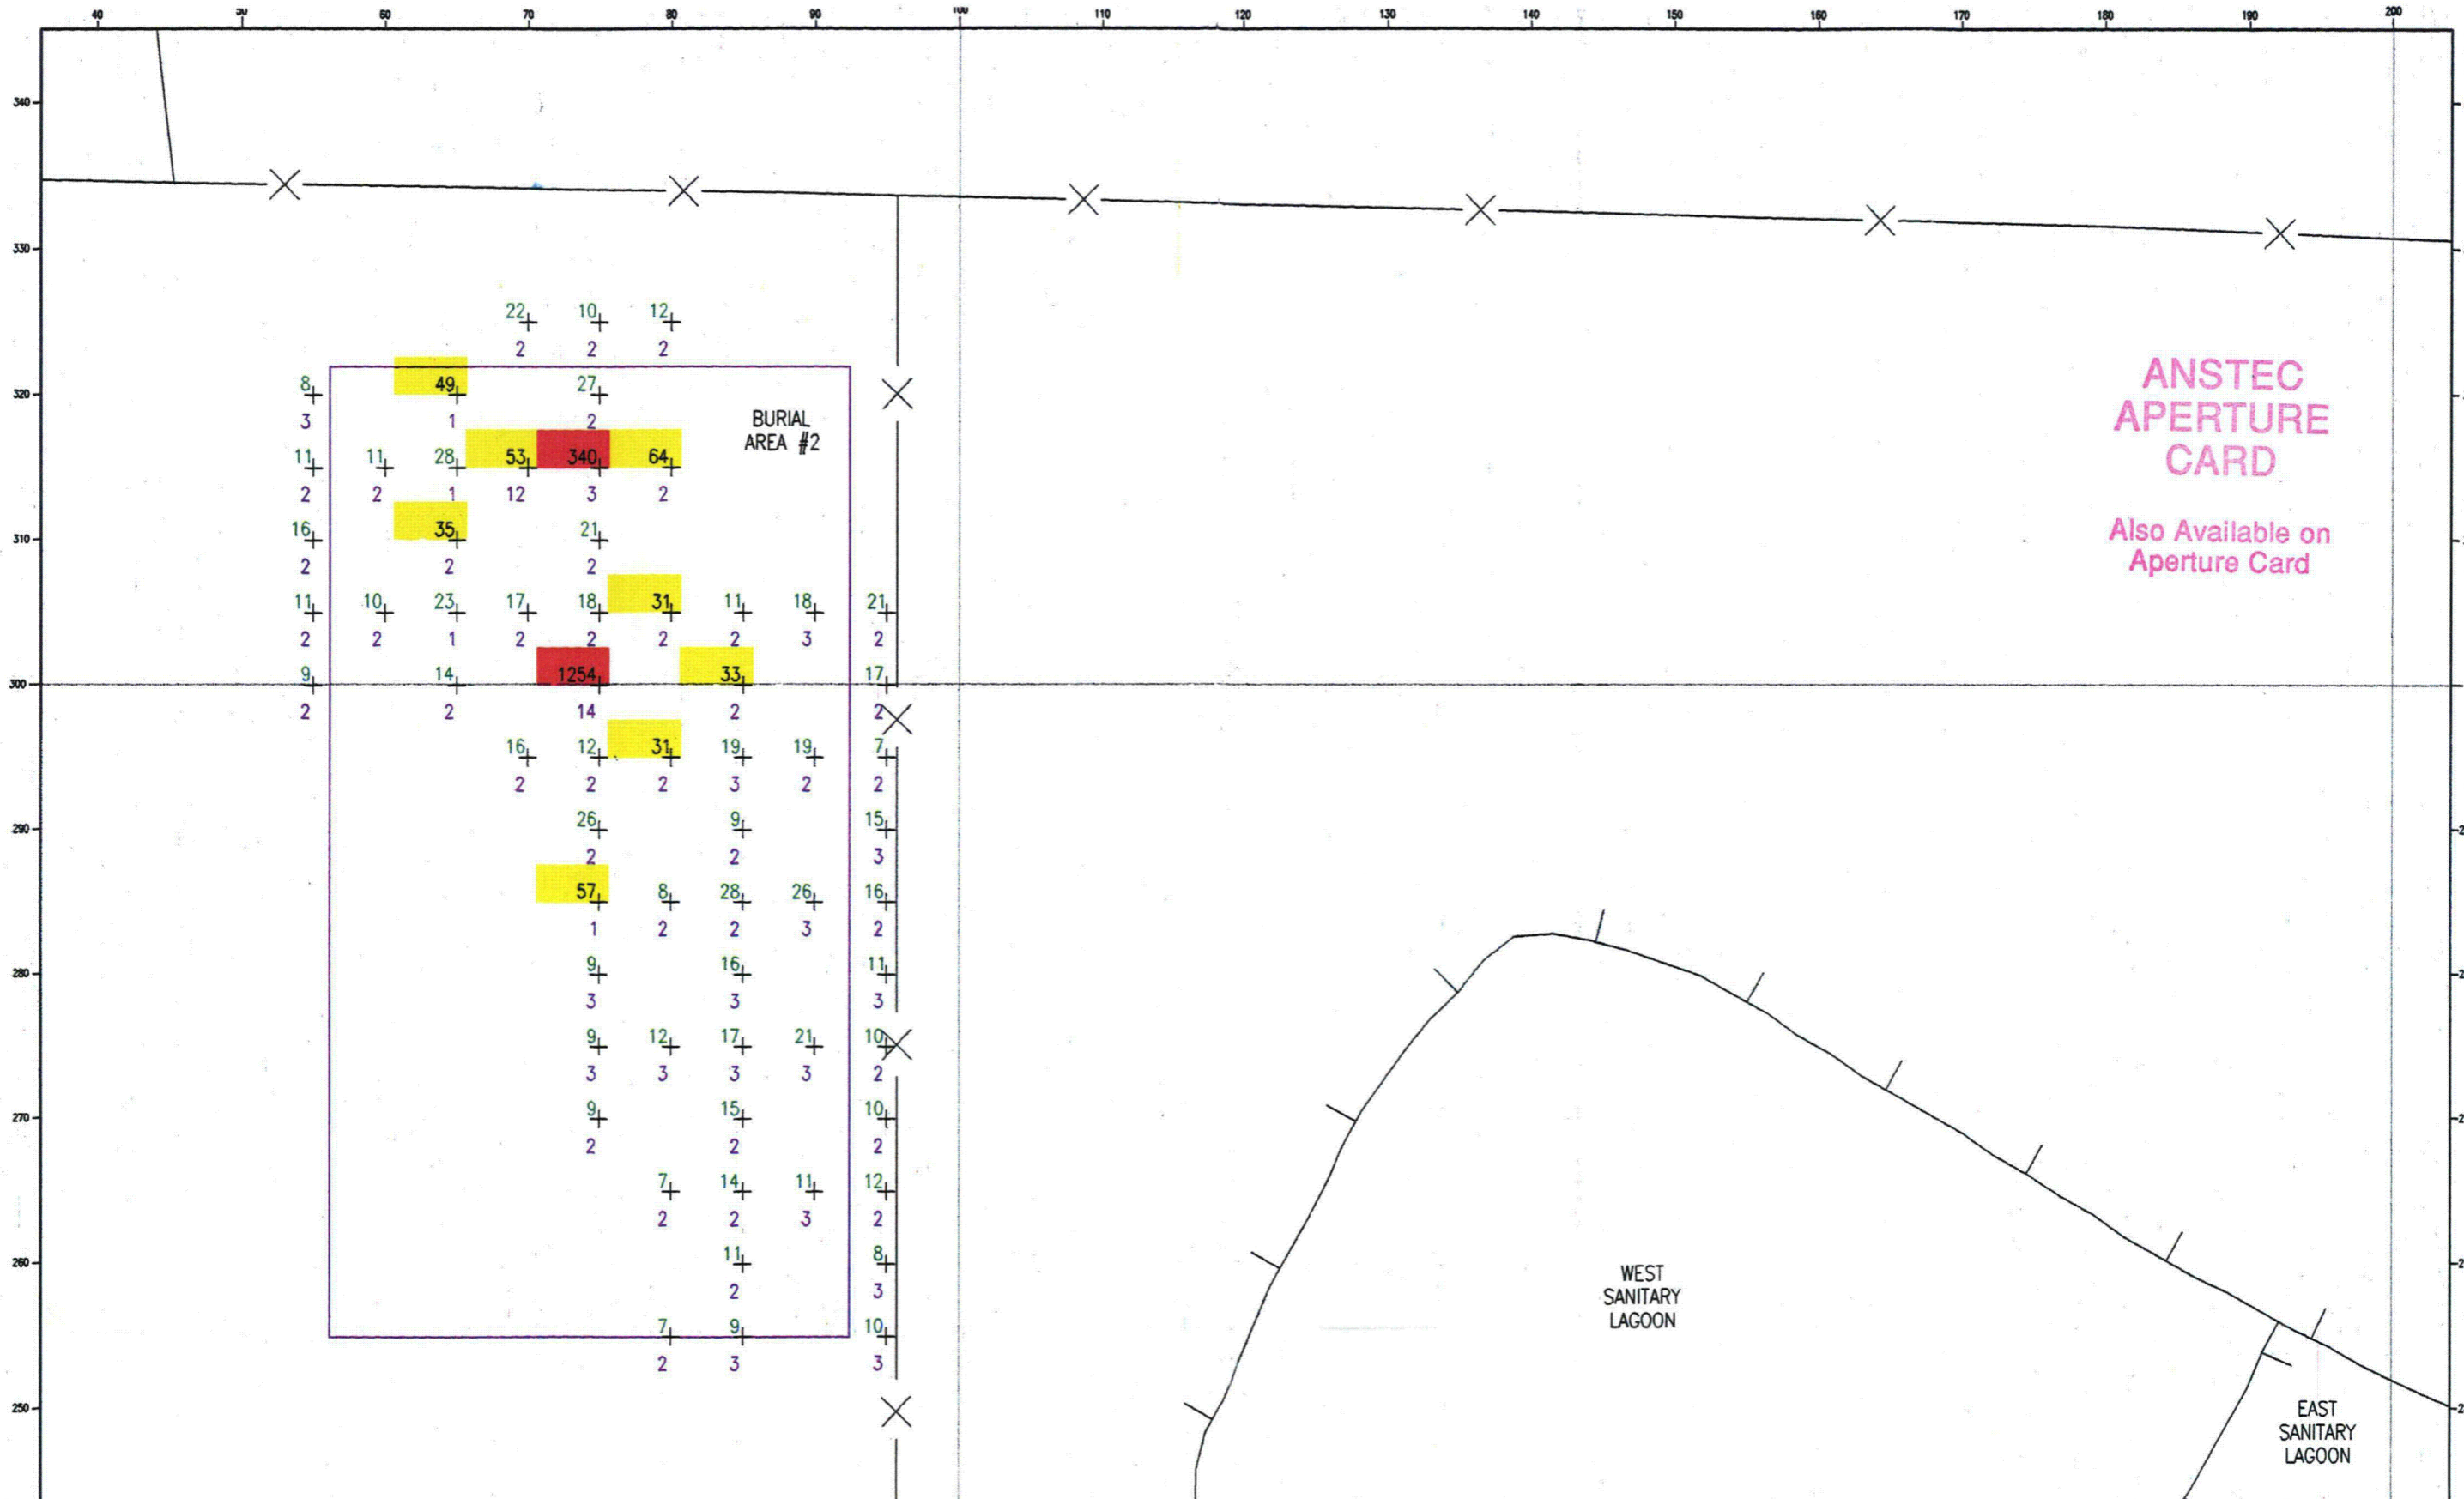 40 50 60 70 80 90 100 110 120 130 140 150 160 170 180 190 200
340
330
22 10 12
2 2 2
8 49 27
320
3 1 2
BURIAL
AREA #2
11 11 28 53 340 64
2 2 1 12 3 2
16 35 21
310
2 2 2
11 10 23 17 18 31 11 18 21
2 2 1 2 2 2 2 3 2
9 14 1254 33 17
300
2 2 14 2 2
16 12 31 19 19 7
2 2 2 3 2 2
26 9 15
290
2 2 3
57 8 28 26 16
1 2 2 3 2
9 16 11
280
3 3 3
9 12 17 21 10
3 3 3 3 2
9 15 10
270
2 2 2
7 14 11 12
2 2 3 2
11 8
260
2 3
7 9 10
2 3 3
250
ANSTEC
APERTURE
CARD
Also Available on
Aperture Card
WEST
SANITARY
LAGOON
EAST
SANITARY
LAGOON